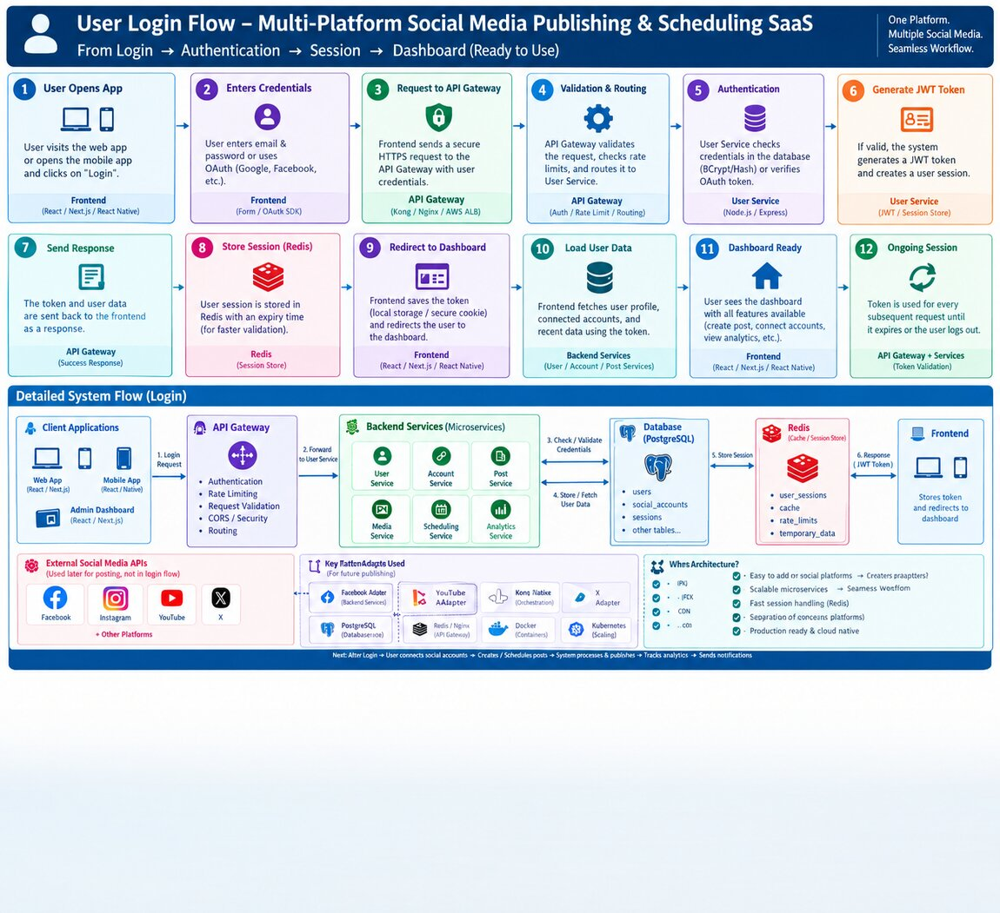 User Login Flow – Multi-Platform Social Media Publishing & Scheduling SaaS
From Login → Authentication → Session → Dashboard (Ready to Use)
One Platform.
Multiple Social Media.
Seamless Workflow.
1 User Opens App
User visits the web app
or opens the mobile app
and clicks on "Login".
Frontend
(React / Next.js / React Native)
2 Enters Credentials
User enters email &
password or uses
OAuth (Google, Facebook,
etc.).
Frontend
(Form / OAutk SDK)
3 Request to API Gateway
Frontend sends a secure
HTTPS request to the
API Gateway with user
credentials.
API Gateway
(Kong / Nginx / AWS ALB)
4 Validation & Routing
API Gateway validates
the request, checks rate
limits, and routes it to
User Service.
API Gateway
(Auth / Rate Limit / Routing)
5 Authentication
User Service checks
credentials in the database
(BCrypt/Hash) or verifies
OAuth token.
User Service
(Node.js / Express)
6 Generate JWT Token
If valid, the system
generates a JWT token
and creates a user session.
User Service
(JWT / Session Store)
7 Send Response
The token and user data
are sent back to the frontend
as a response.
API Gateway
(Success Response)
8 Store Session (Redis)
User session is stored in
Redis with an expiry time
(for faster validation).
Redis
(Session Store)
9 Redirect to Dashboard
Frontend saves the token
(local storage / secure cookie)
and redirects the user to
the dashboard.
Frontend
(React / Next.js / React Native)
10 Load User Data
Frontend fetches user profile,
connected accounts, and
recent data using the token.
Backend Services
(User / Account / Post Services)
11 Dashboard Ready
User sees the dashboard
with all features available
(create post, connect accounts,
view analytics, etc.).
Frontend
(React / Next.js / React Native)
12 Ongoing Session
Token is used for every
subsequent request until
it expires or the user logs out.
API Gateway + Services
(Token Validation)
Detailed System Flow (Login)
Client Applications
Web App
(React / Next.js)
Mobile App
(React / Native)
Admin Dashboard
(React / Next.js)
1. Login
Request
API Gateway
• Authentication
• Rate Limiting
• Request Validation
• CORS / Security
• Routing
2. Forward
to User Service
Backend Services (Microservices)
User
Service
Account
Service
Post
Service
Media
Service
Scheduling
Service
Analytics
Service
3. Check / Validate
Credentials
4. Store / Fetch
User Data
Database
(PostgreSQL)
• users
• social_accounts
• sessions
• other tables...
5. Store Session
Redis
(Cache / Session Store)
• user_sessions
• cache
• rate_limits
• temporary_data
6. Response
( JWT Token)
Frontend
Stores token
and redirects to
dashboard
External Social Media APIs
(Used later for posting, not in login flow)
Facebook
Instagram
YouTube
X
+ Other Platforms
Used
(For future publishing)
Facebook
(Backend Services)
YouTube
AAdapter
Kong
(Orchestration)
X
Adapter
PostgreSQL
Redis / Nginx
(API Gateway)
Docker
(Containers)
Kubernetes
(Scaling)
Architecture?
CDN
Easy to add or social platforms →
Scalable microservices → Seamless
Fast session handling (Redis)
Separation of concerns platforms)
Production ready & cloud native
Next: After Login → User connects social accounts → Creates / Schedules posts → System processes & publishes → Tracks analytics → Sends notifications